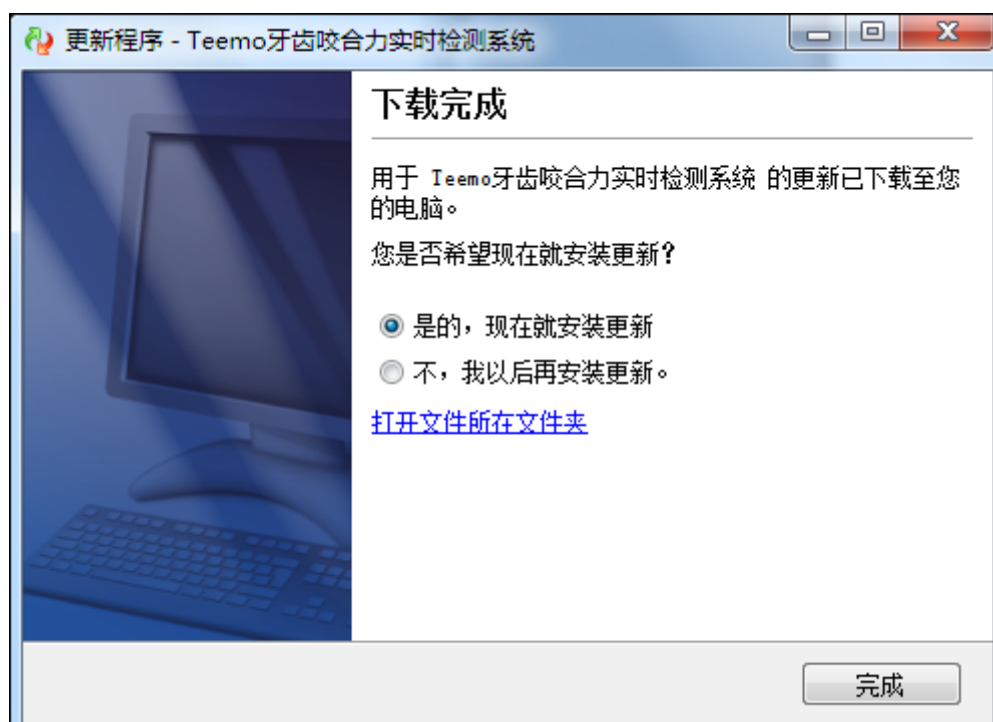 更新程序 - Teemo牙齿咬合力实时检测系统
下载完成
用于 Teemo牙齿咬合力实时检测系统 的更新已下载至您
的电脑。
您是否希望现在就安装更新?
是的，现在就安装更新
不，我以后再安装更新。
打开文件所在文件夹
完成